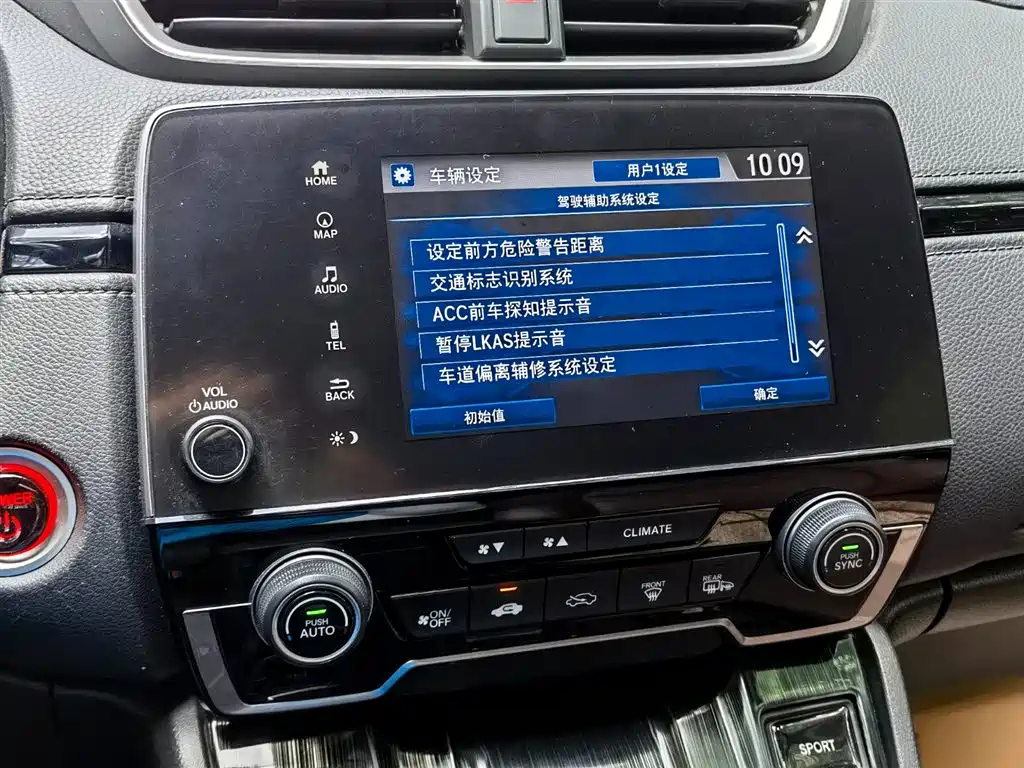 车辆设定
用户1设定
10 09
驾驶辅助系统设定
设定前方危险警告距离
交通标志识别系统
ACC前车探知提示音
暂停LKAS提示音
车道偏离辅修系统设定
初始值
确定
HOME
MAP
AUDIO
TEL
BACK
VOL
AUDIO
CLIMATE
PUSH
AUTO
ON/
OFF
FRONT
REAR
PUSH
SYNC
SPORT